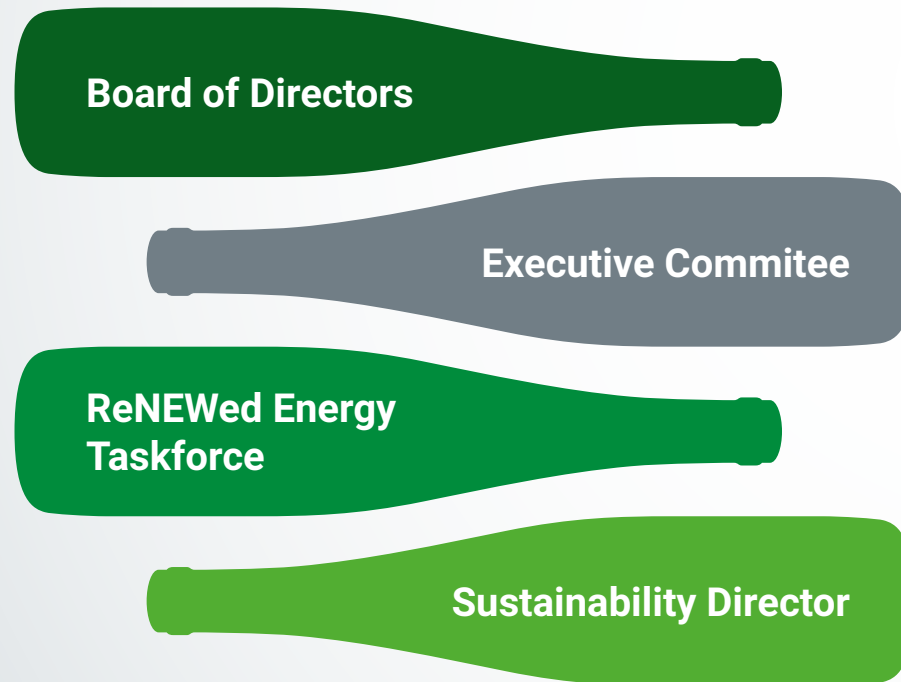 Board of Directors
Executive Commitee
ReNEWed Energy
Taskforce
Sustainability Director